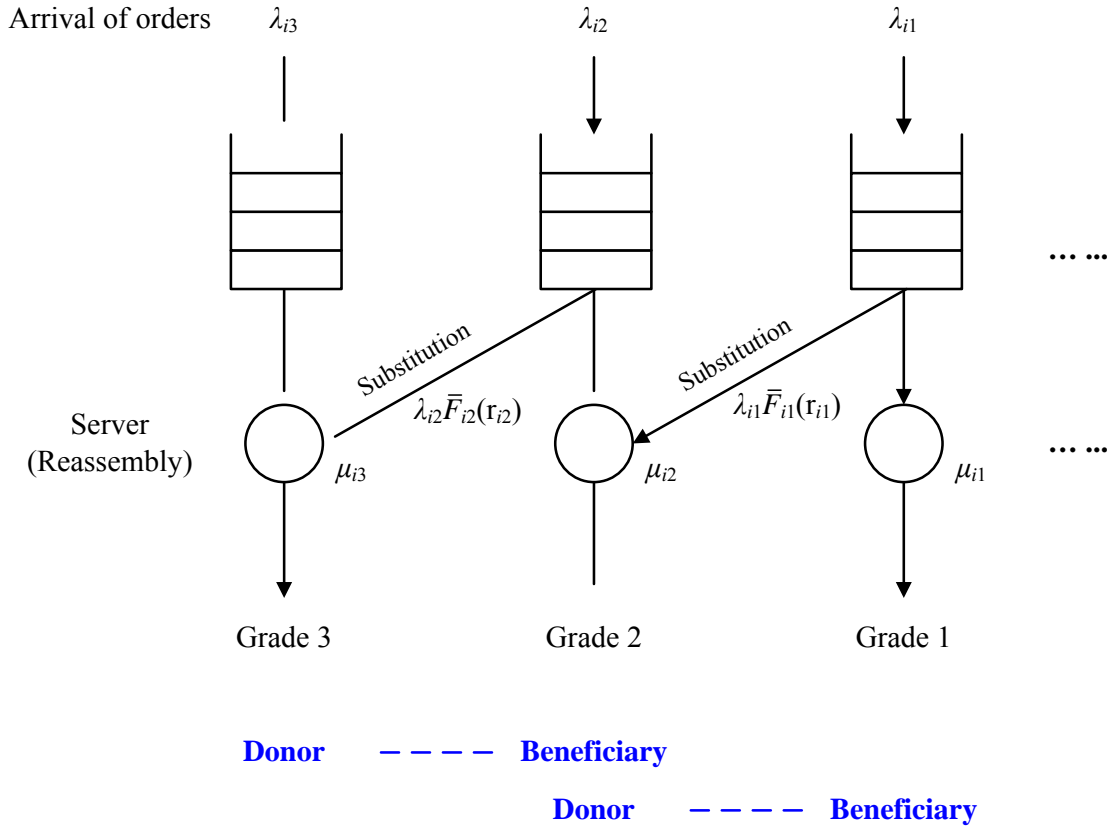 Arrival of orders λi3 λi2 λi1
… ...
Substitution Substitution
λi2F̅i2(ri2) λi1F̅i1(ri1)
Server
(Reassembly) … ...
μi3 μi2 μi1
Grade 3 Grade 2 Grade 1
Donor – – – – Beneficiary
Donor – – – – Beneficiary